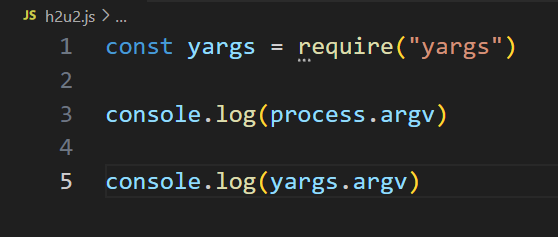 JS h2u2.js > ...
1 const yargs = require("yargs")
2
3 console.log(process.argv)
4
5 console.log(yargs.argv)